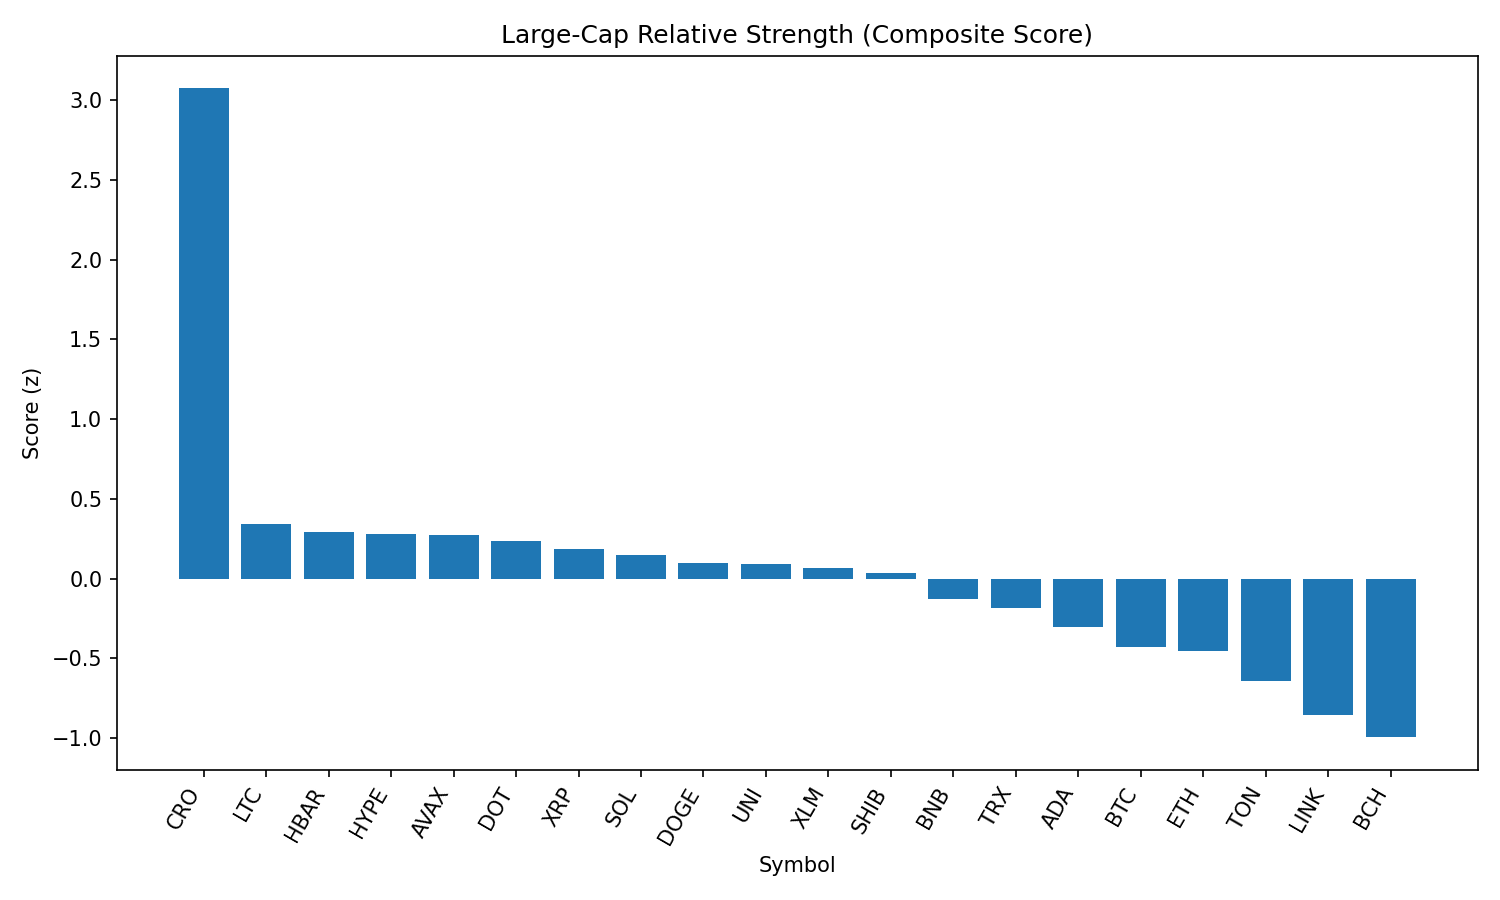 Large-Cap Relative Strength (Composite Score)
Score (z)
3.0
2.5
2.0
1.5
1.0
0.5
0.0
−0.5
−1.0
CRO
LTC
HBAR
HYPE
AVAX
DOT
XRP
SOL
DOGE
UNI
XLM
SHIB
BNB
TRX
ADA
BTC
ETH
TON
LINK
BCH
Symbol